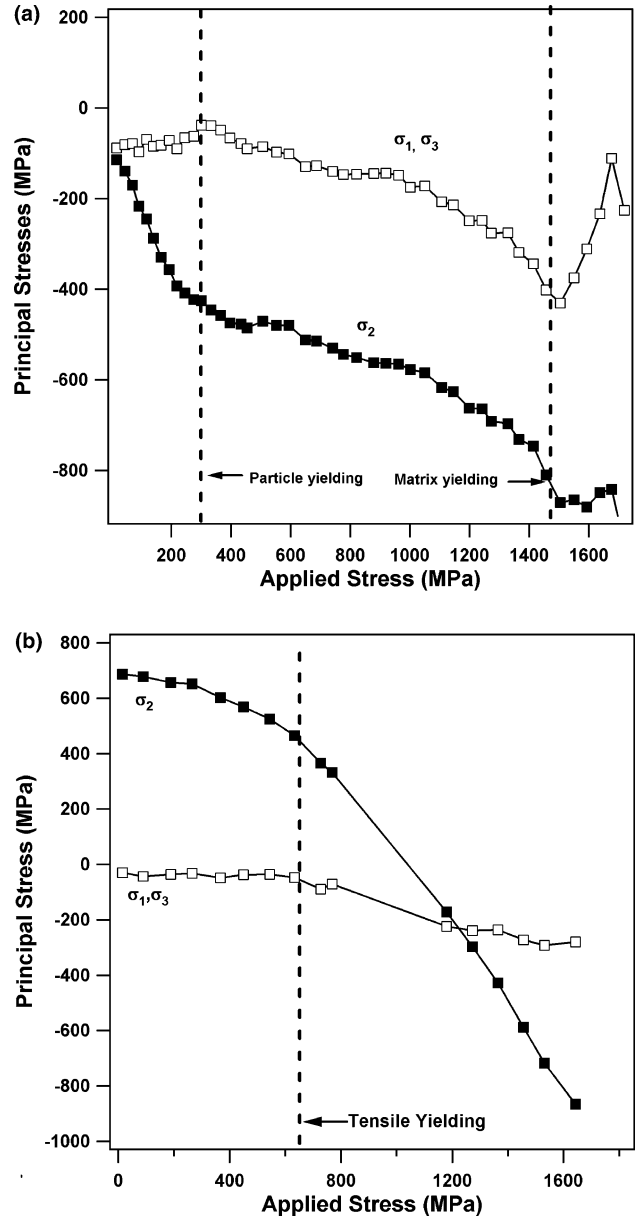 (a)
200
0
-200
-400
-600
-800
Principal Stresses (MPa)
σ1, σ3
σ2
Particle yielding
Matrix yielding
200 400 600 800 1000 1200 1400 1600
Applied Stress (MPa)
(b)
800
600
400
200
0
-200
-400
-600
-800
-1000
Principal Stress (MPa)
σ2
σ1,σ3
Tensile Yielding
0 400 800 1200 1600
Applied Stress (MPa)